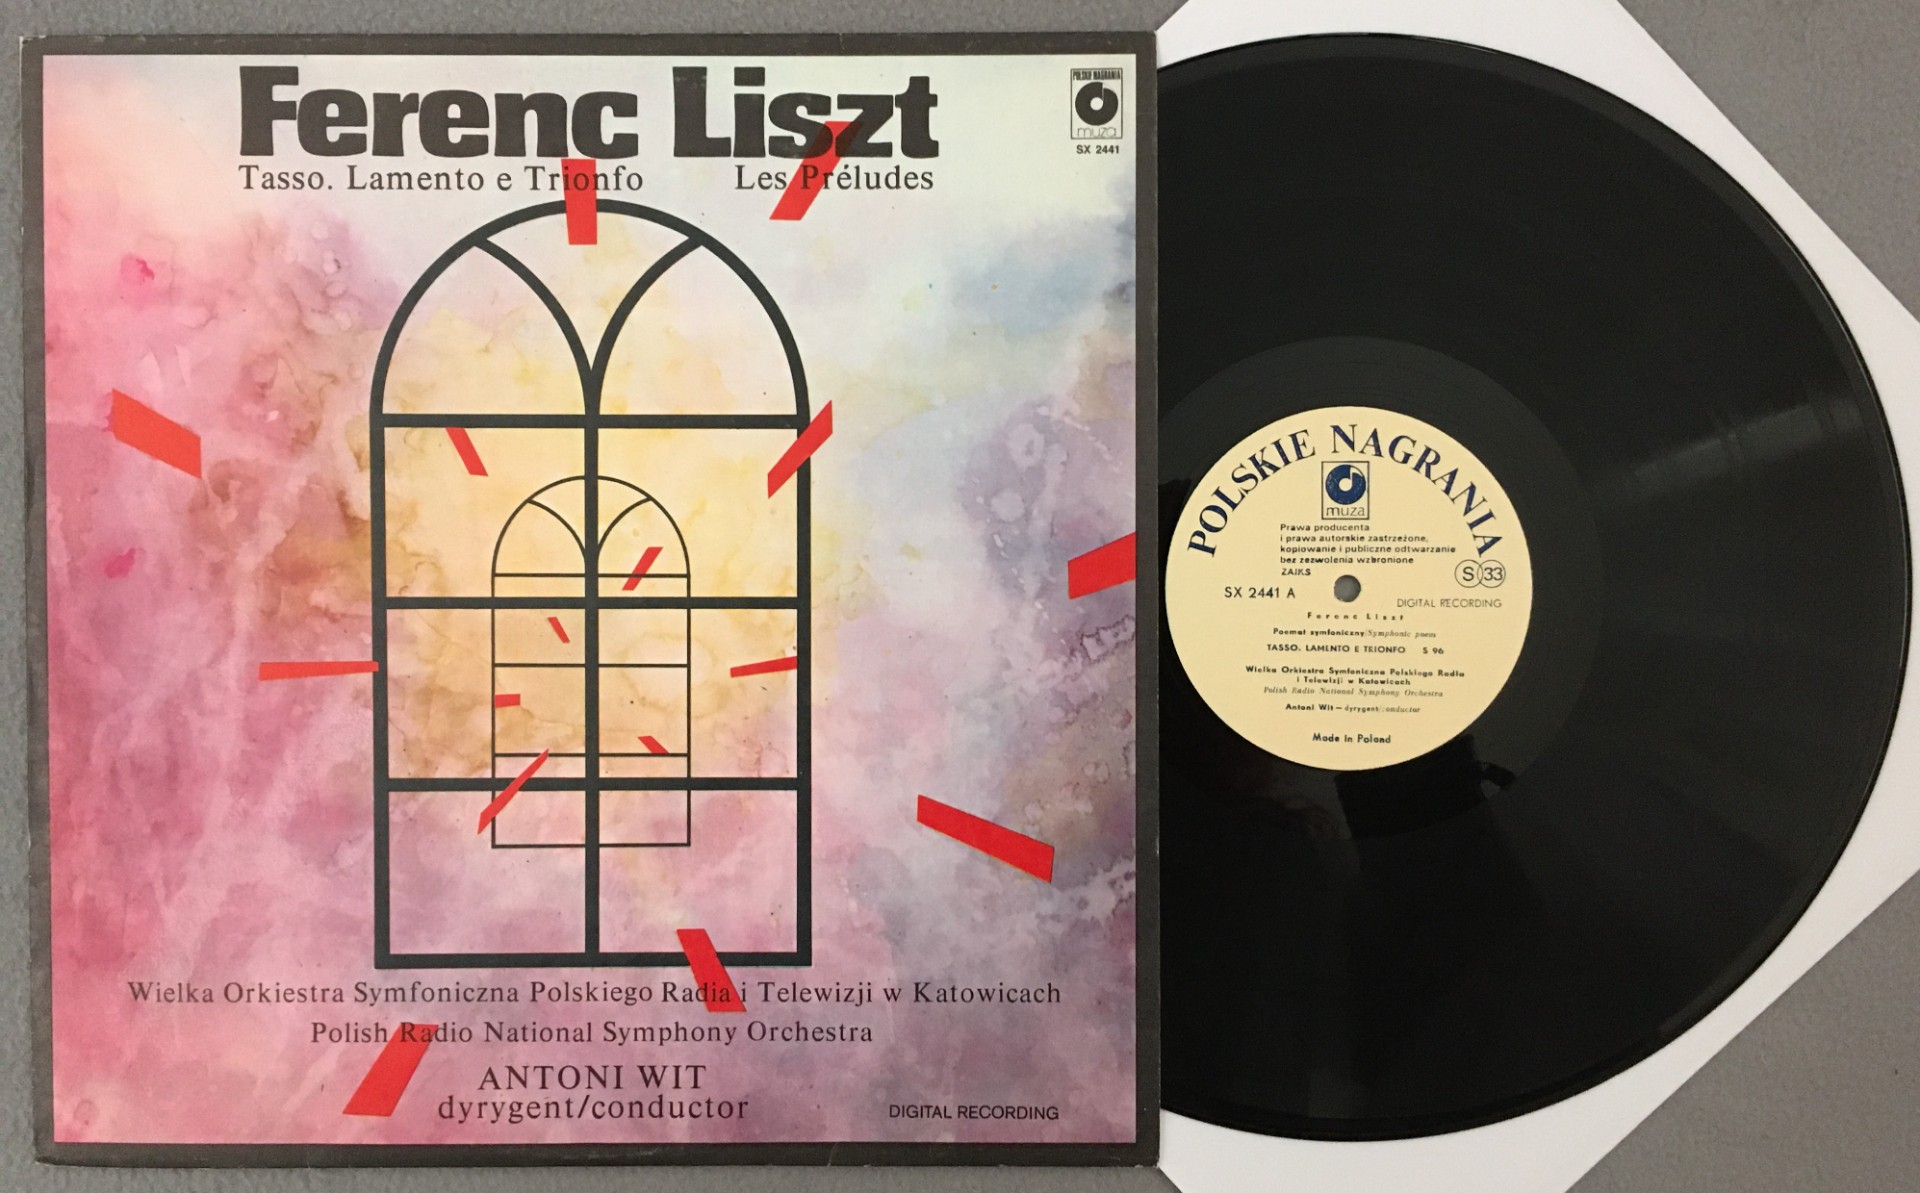 Ferenc Liszt
Tasso. Lamento e Trionfo Les Préludes
POLSKIE NAGRANIA
muza
SX 2441
Wielka Orkiestra Symfoniczna Polskiego Radia i Telewizji w Katowicach
Polish Radio National Symphony Orchestra
ANTONI WIT
dyrygent/conductor
DIGITAL RECORDING
POLSKIE NAGRANIA
muza
Prawa producenta
i prawa autorskie zastrzeżone,
kopiowanie i publiczne odtwarzanie
bez zezwolenia wzbronione
ZAIKS
S 33
SX 2441 A
DIGITAL RECORDING
Ferenc Liszt
Poemat symfoniczny/Symphonic poem
TASSO. LAMENTO E TRIONFO S 96
Wielka Orkiestra Symfoniczna Polskiego Radia
i Telewizji w Katowicach
Polish Radio National Symphony Orchestra
Antoni Wit — dyrygent/conductor
Made in Poland